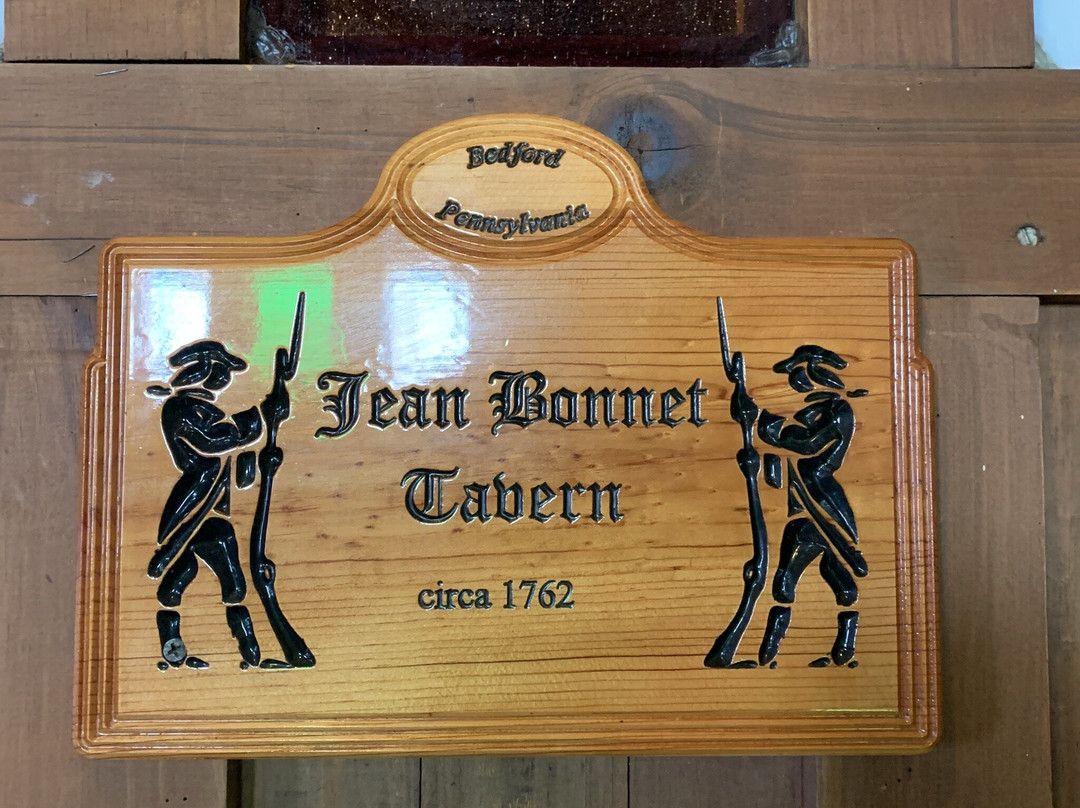 Bedford
Pennsylvania
Jean Bonnet
Tavern
circa 1762